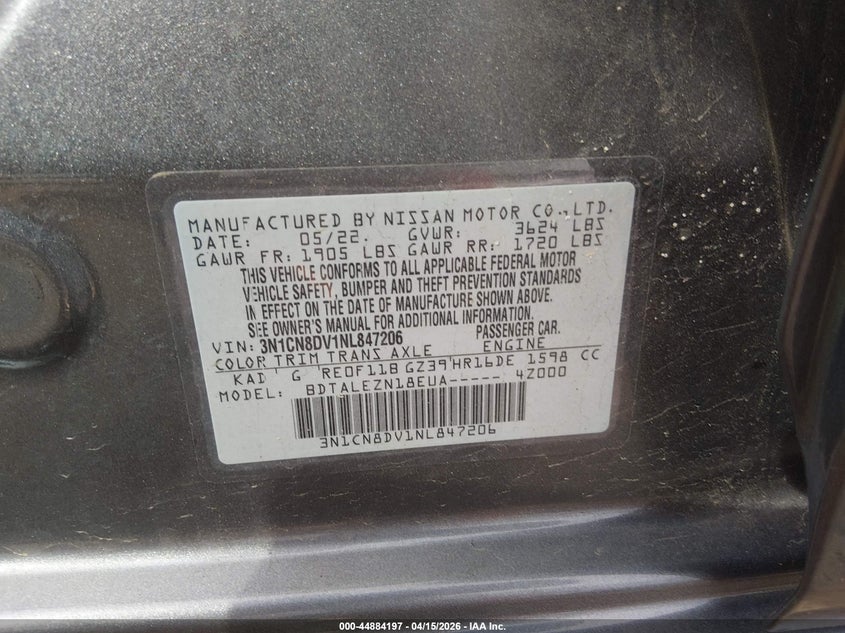 MANUFACTURED BY NISSAN MOTOR CO.,LTD.
DATE: 05/22. GVWR: 3624 LBS
GAWR FR: 1905 LBS GAWR RR: 1720 LBS
THIS VEHICLE CONFORMS TO ALL APPLICABLE FEDERAL MOTOR
VEHICLE SAFETY, BUMPER AND THEFT PREVENTION STANDARDS
IN EFFECT ON THE DATE OF MANUFACTURE SHOWN ABOVE.
SEE OWNER'S MANUAL FOR ADDITIONAL INFORMATION.
VIN: 3N1CN8DV1NL847206 PASSENGER CAR.
COLOR TRIM TRANS AXLE ENGINE
KAD ' G 'RE0F11B GZ39'HR16DE 1598 CC
MODEL: BDTALEZN18EUA----- 4Z000
3N1CN8DV1NL847206
000-44884197 - 04/15/2026 - IAA Inc.